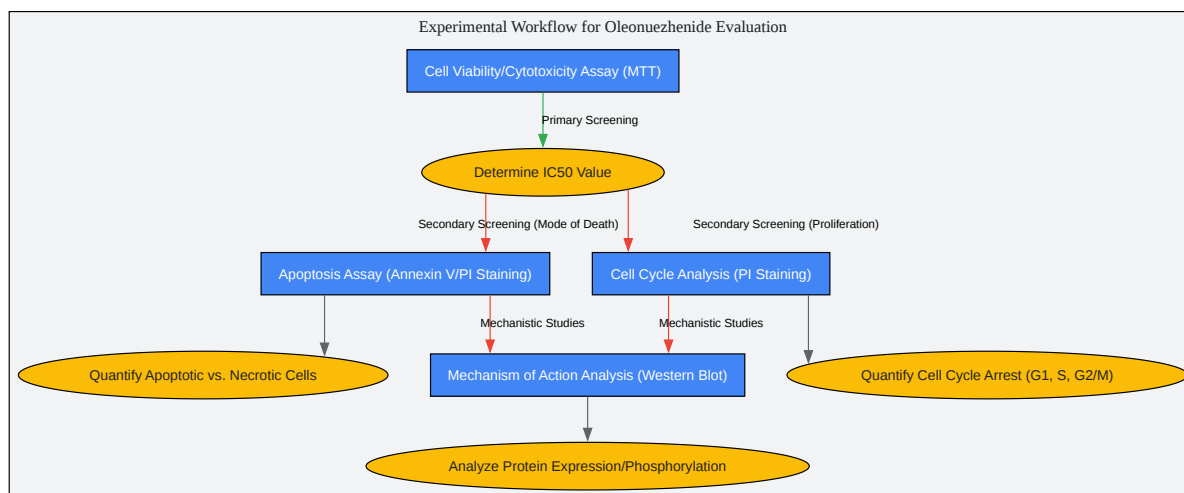 Experimental Workflow for Oleonuezhenide Evaluation
Cell Viability/Cytotoxicity Assay (MTT)
Primary Screening
Determine IC50 Value
Secondary Screening (Mode of Death)
Secondary Screening (Proliferation)
Apoptosis Assay (Annexin V/PI Staining)
Cell Cycle Analysis (PI Staining)
Mechanistic Studies
Mechanistic Studies
Quantify Apoptotic vs. Necrotic Cells
Mechanism of Action Analysis (Western Blot)
Quantify Cell Cycle Arrest (G1, S, G2/M)
Analyze Protein Expression/Phosphorylation